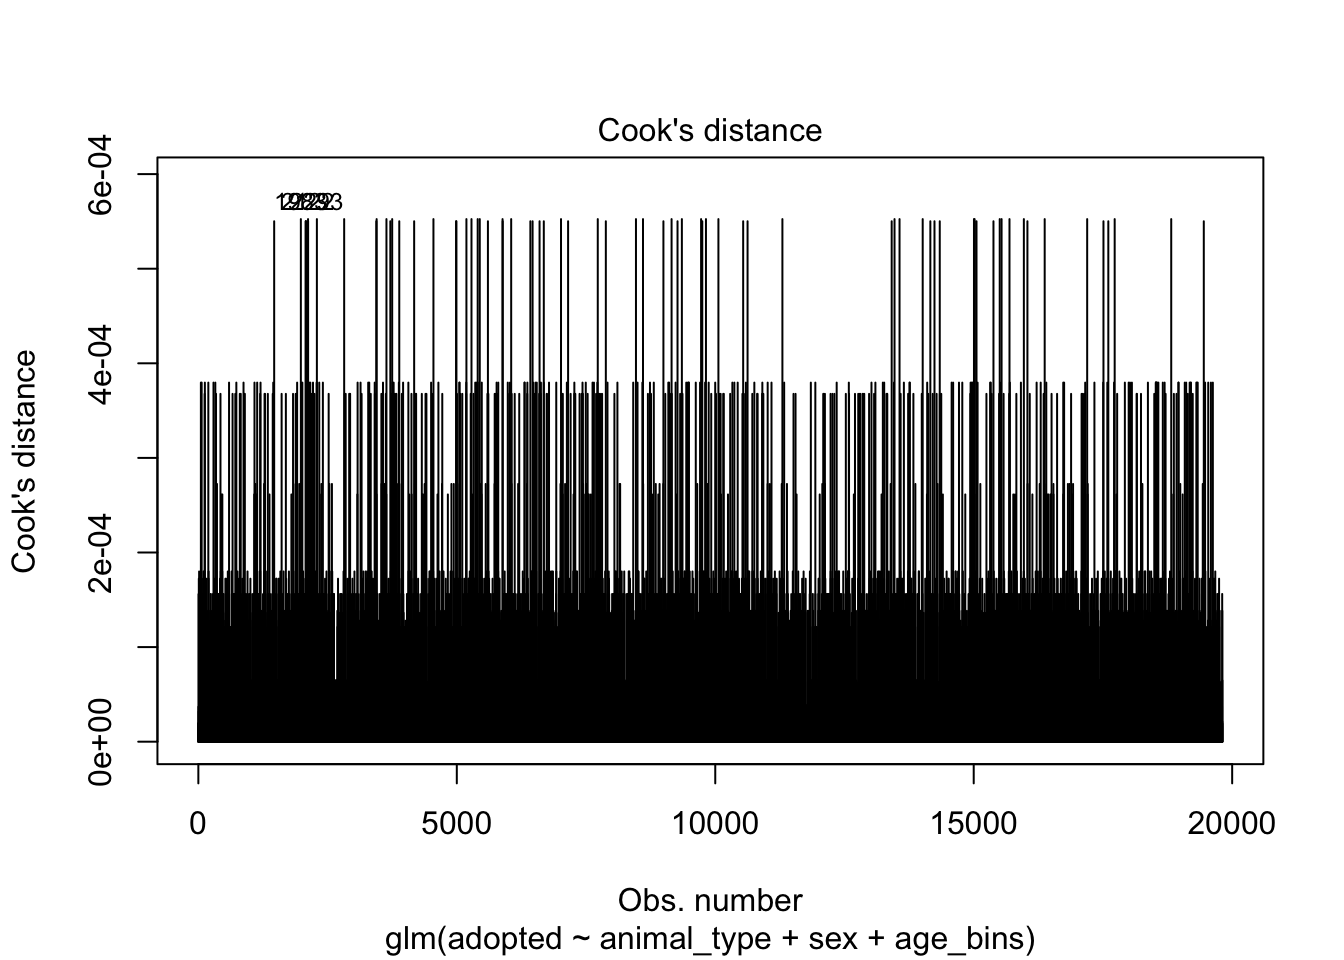 Cook's distance
Cook's distance
0e+00
2e-04
4e-04
6e-04
0
5000
10000
15000
20000
Obs. number
glm(adopted ~ animal_type + sex + age_bins)